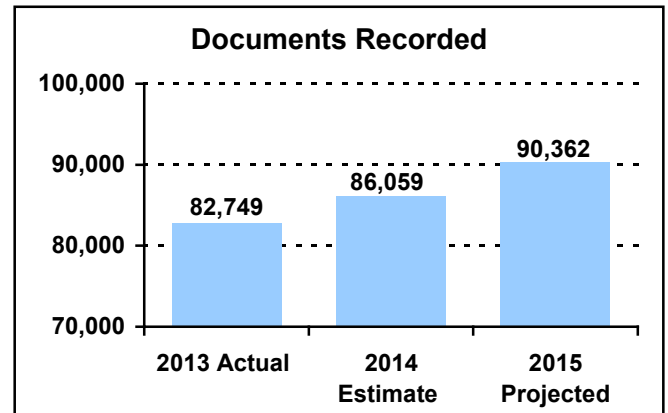 Documents Recorded
100,000
90,000
80,000
70,000
82,749
86,059
90,362
2013 Actual
2014
Estimate
2015
Projected